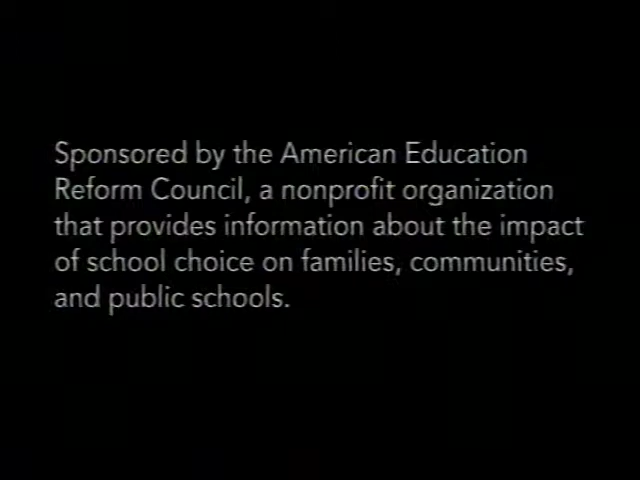 Sponsored by the American Education
Reform Council, a nonprofit organization
that provides information about the impact
of school choice on families, communities,
and public schools.